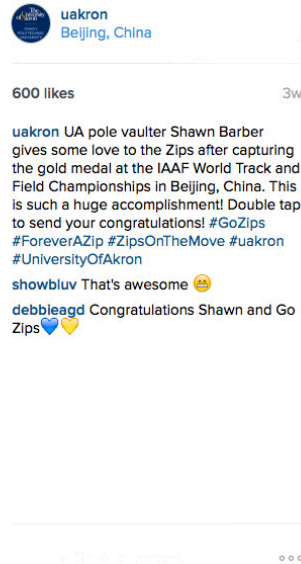 uakron
Beijing, China
600 likes
3w
uakron UA pole vaulter Shawn Barber
gives some love to the Zips after capturing
the gold medal at the IAAF World Track and
Field Championships in Beijing, China. This
is such a huge accomplishment! Double tap
to send your congratulations! #GoZips
#ForeverAZip #ZipsOnTheMove #uakron
#UniversityOfAkron
showbluv That's awesome 😁
debbieagd Congratulations Shawn and Go
Zips💙💛